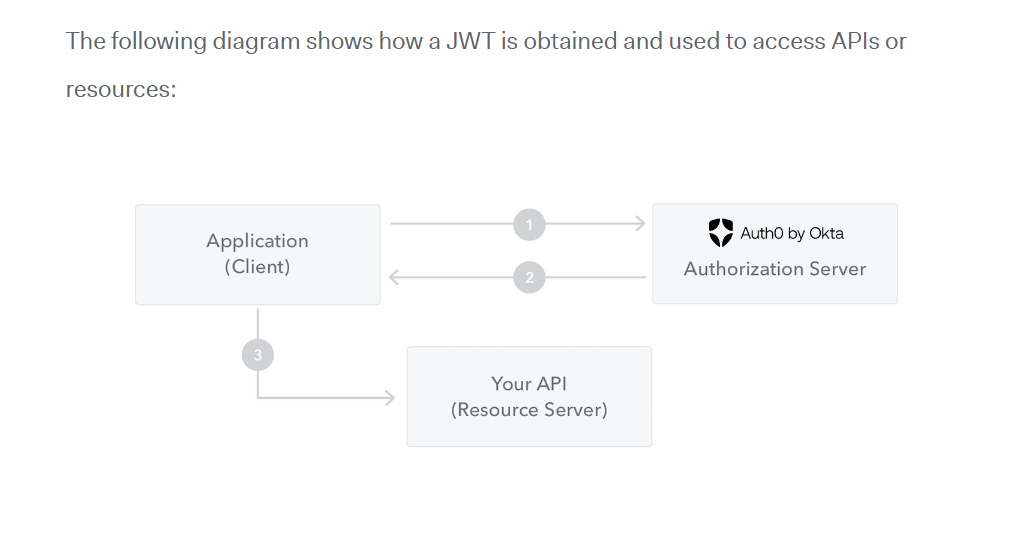 The following diagram shows how a JWT is obtained and used to access APIs or
resources:
Application
(Client)
1
Auth0 by Okta
Authorization Server
2
3
Your API
(Resource Server)